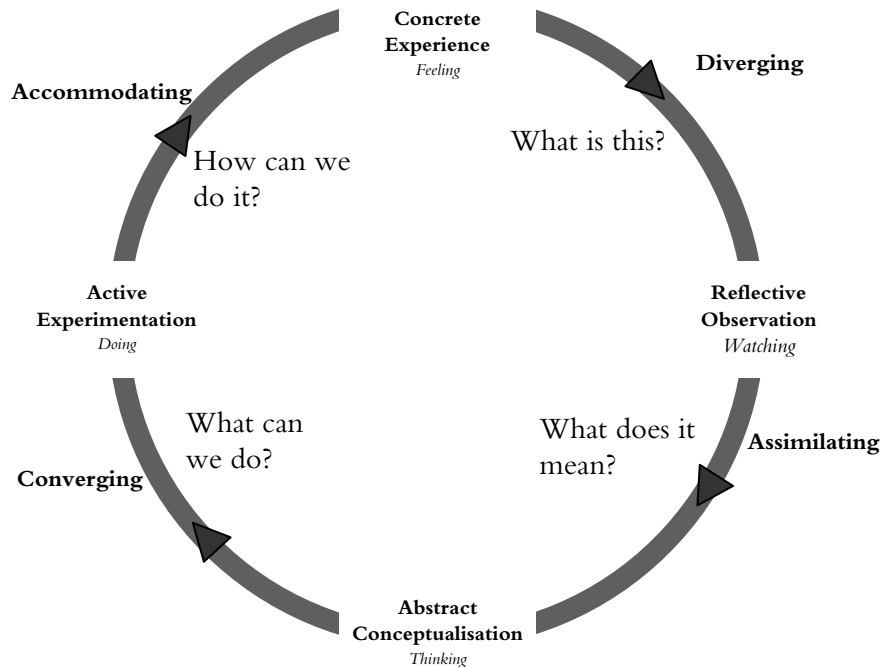 Concrete
Experience
Feeling
Diverging
Accommodating
What is this?
How can we
do it?
Active
Experimentation
Doing
Reflective
Observation
Watching
What can
we do?
What does it
mean?
Assimilating
Converging
Abstract
Conceptualisation
Thinking